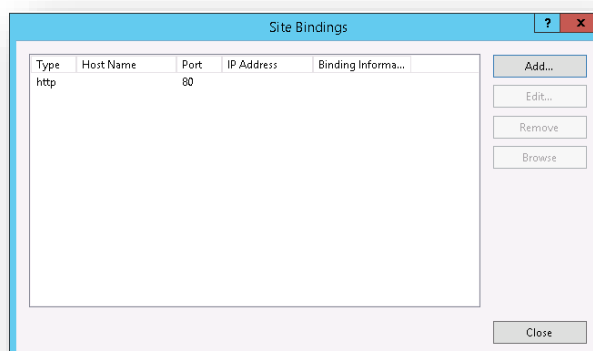 Site Bindings
? x
Type Host Name Port IP Address Binding Informa...
http 80
Add...
Edit...
Remove
Browse
Close